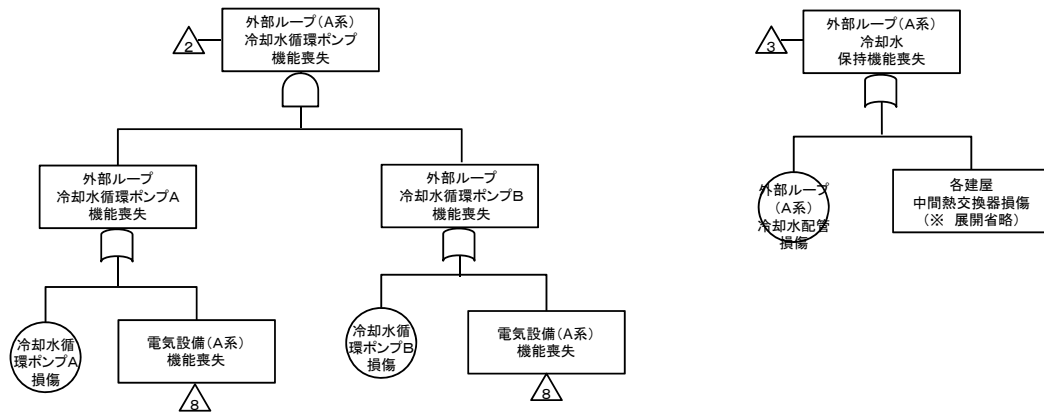 2
外部ループ(A系)
冷却水循環ポンプ
機能喪失
外部ループ
冷却水循環ポンプA
機能喪失
外部ループ
冷却水循環ポンプB
機能喪失
冷却水循
環ポンプA
損傷
電気設備(A系)
機能喪失
8
冷却水循
環ポンプB
損傷
電気設備(A系)
機能喪失
8
3
外部ループ(A系)
冷却水
保持機能喪失
外部ループ
(A系)
冷却水配管
損傷
各建屋
中間熱交換器損傷
(※ 展開省略)